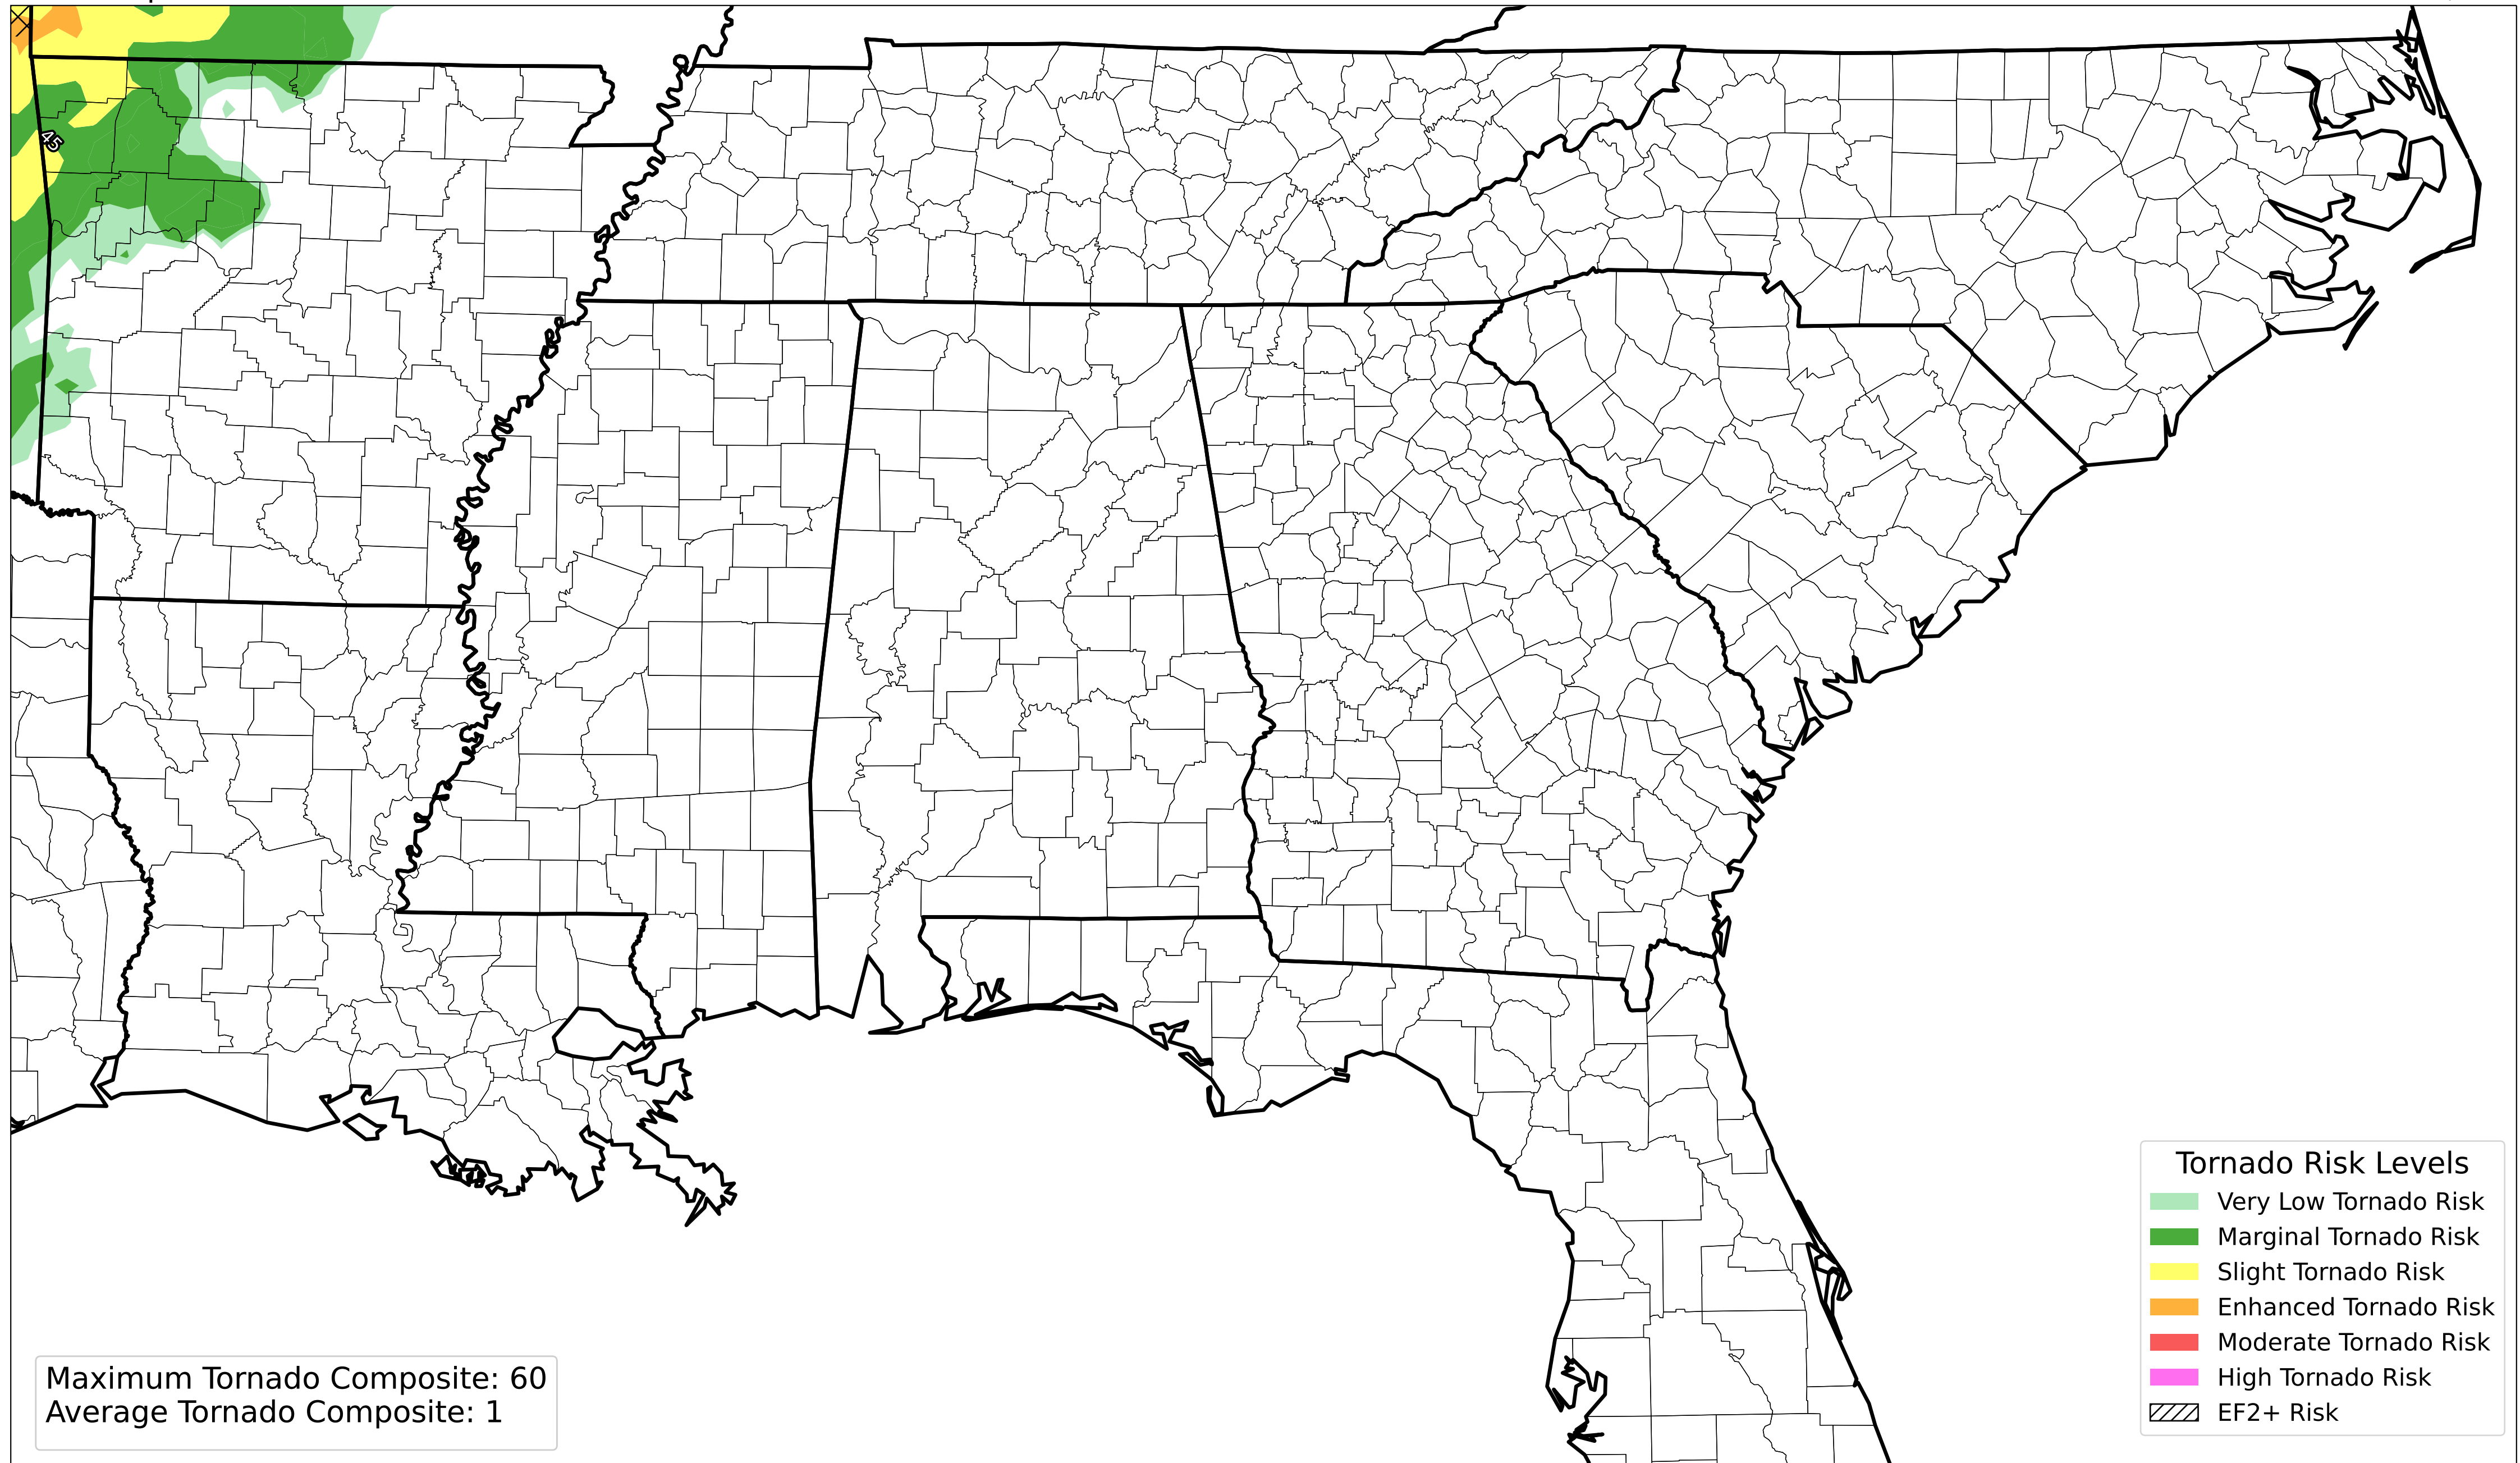 45
Tornado Risk Levels
Very Low Tornado Risk
Marginal Tornado Risk
Slight Tornado Risk
Enhanced Tornado Risk
Moderate Tornado Risk
High Tornado Risk
EF2+ Risk
Maximum Tornado Composite: 60
Average Tornado Composite: 1